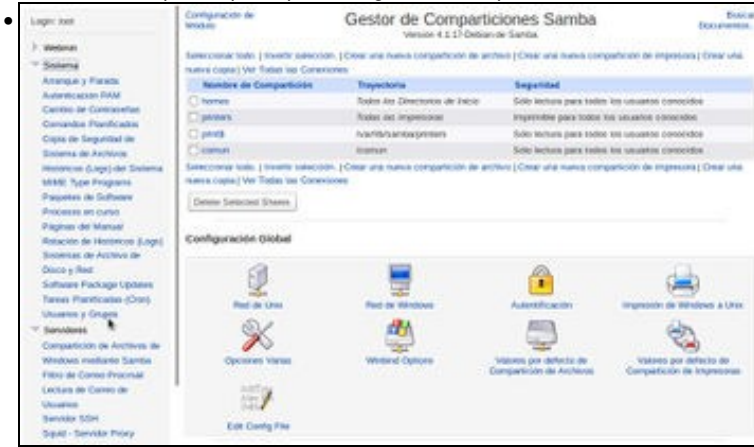 Login: root
Webmin
Sistema
Arranque y Parada
Autenticacion PAM
Cambio de Contraseñas
Comandos Planificados
Copia de Seguridad de
Sistema de Archivos
Históricos (Logs) del Sistema
MIME Type Programs
Paquetes de Software
Procesos en curso
Páginas del Manual
Rotación de Históricos (Logs)
Sistemas de Archivo de
Disco y Red
Software Package Updates
Tareas Planificadas (Cron)
Usuarios y Grupos
Servidores
Compartición de Archivos de
Windows mediante Samba
Filtro de Correo Procmail
Lectura de Correo de
Usuarios
Servidor SSH
Squid - Servidor Proxy
Configuración de
Módulo
Gestor de Comparticiones Samba
Versión 4.1.17-Debian de Samba
Buscar
Documentos..
Seleccionar todo. | Invertir selección. | Crear una nueva compartición de archivo | Crear una nueva compartición de impresora | Crear una
nueva copia | Ver Todas las Conexiones
Nombre de Compartición Trayectoria Seguridad
homes Todos los Directorios de Inicio Sólo lectura para todos los usuarios conocidos
printers Todas las impresoras Imprimible para todos los usuarios conocidos
print$ /var/lib/samba/printers Sólo lectura para todos los usuarios conocidos
comun /comun Sólo lectura para todos los usuarios conocidos
Seleccionar todo. | Invertir selección. | Crear una nueva compartición de archivo | Crear una nueva compartición de impresora | Crear una
nueva copia | Ver Todas las Conexiones
Delete Selected Shares
Configuración Global
Red de Unix Red de Windows Autentificación Impresión de Windows a Unix
Opciones Varias Winbind Options Valores por defecto de Compartición de Archivos Valores por defecto de Compartición de Impresoras
Edit Config File